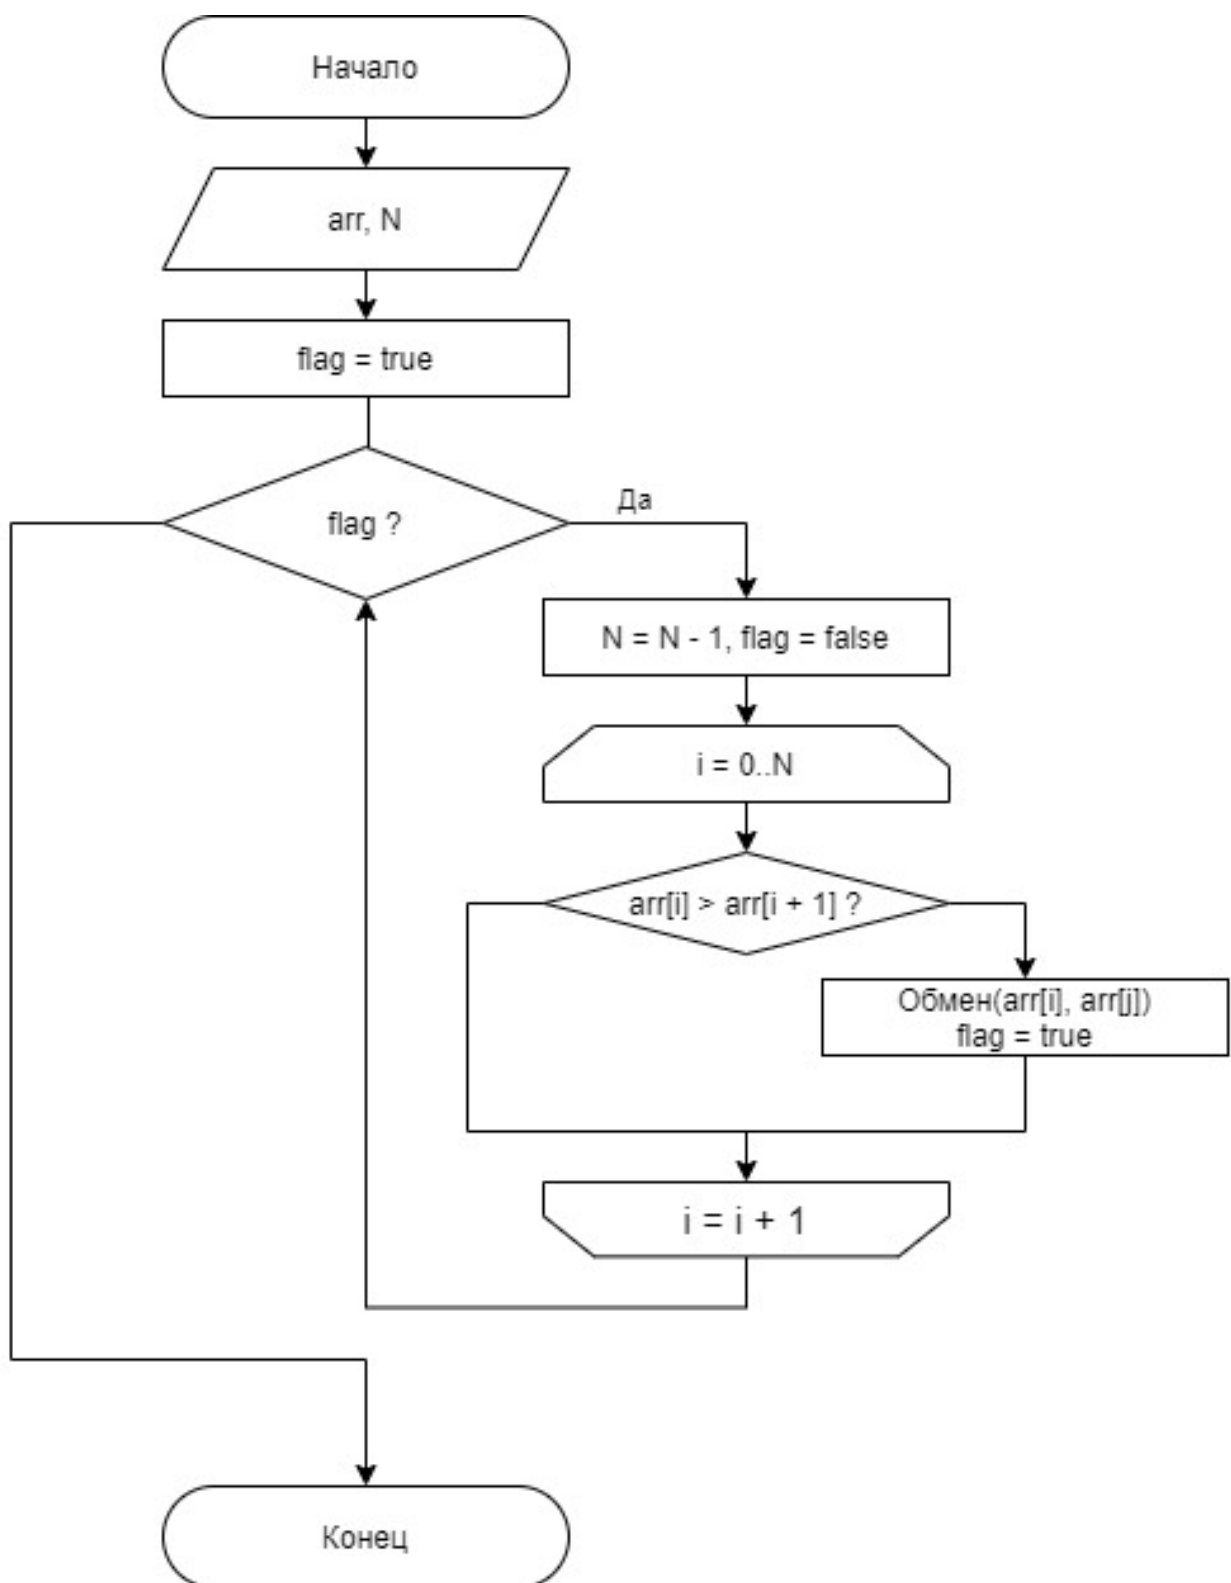 Начало
arr, N
flag = true
flag ?
Да
N = N - 1, flag = false
i = 0..N
arr[i] > arr[i + 1] ?
Обмен(arr[i], arr[j])
flag = true
i = i + 1
Конец